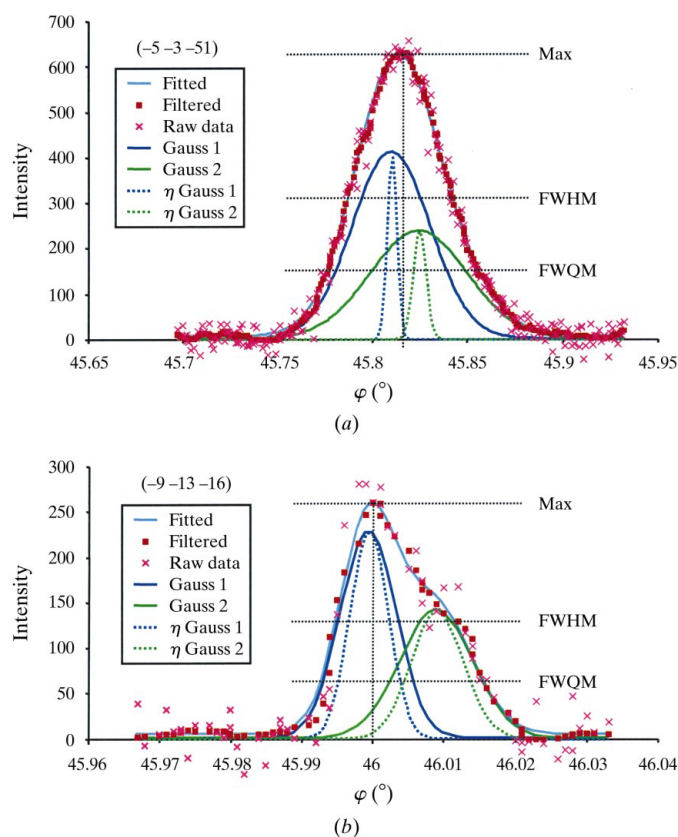 700
600
500
400
300
200
100
0
Intensity
(–5 –3 –51)
Fitted
Filtered
Raw data
Gauss 1
Gauss 2
η Gauss 1
η Gauss 2
Max
FWHM
FWQM
45.65 45.7 45.75 45.8 45.85 45.9 45.95
φ (°)
(a)
300
250
200
150
100
50
0
Intensity
(–9 –13 –16)
Fitted
Filtered
Raw data
Gauss 1
Gauss 2
η Gauss 1
η Gauss 2
Max
FWHM
FWQM
45.96 45.97 45.98 45.99 46 46.01 46.02 46.03 46.04
φ (°)
(b)